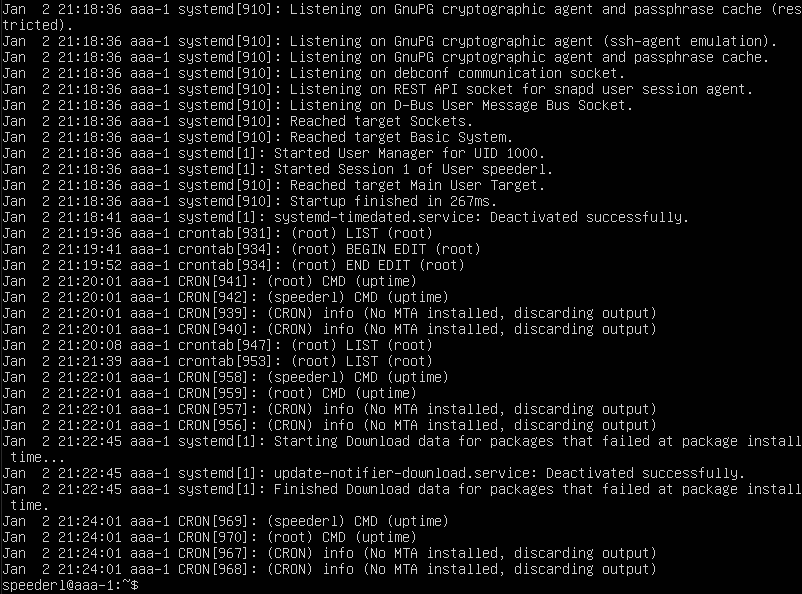 Jan  2 21:18:36 aaa-1 systemd[910]: Listening on GnuPG cryptographic agent and passphrase cache (res
tricted).
Jan  2 21:18:36 aaa-1 systemd[910]: Listening on GnuPG cryptographic agent (ssh-agent emulation).
Jan  2 21:18:36 aaa-1 systemd[910]: Listening on GnuPG cryptographic agent and passphrase cache.
Jan  2 21:18:36 aaa-1 systemd[910]: Listening on debconf communication socket.
Jan  2 21:18:36 aaa-1 systemd[910]: Listening on REST API socket for snapd user session agent.
Jan  2 21:18:36 aaa-1 systemd[910]: Listening on D-Bus User Message Bus Socket.
Jan  2 21:18:36 aaa-1 systemd[910]: Reached target Sockets.
Jan  2 21:18:36 aaa-1 systemd[910]: Reached target Basic System.
Jan  2 21:18:36 aaa-1 systemd[1]: Started User Manager for UID 1000.
Jan  2 21:18:36 aaa-1 systemd[1]: Started Session 1 of User speederl.
Jan  2 21:18:36 aaa-1 systemd[910]: Reached target Main User Target.
Jan  2 21:18:36 aaa-1 systemd[910]: Startup finished in 267ms.
Jan  2 21:18:41 aaa-1 systemd[1]: systemd-timedated.service: Deactivated successfully.
Jan  2 21:19:36 aaa-1 crontab[931]: (root) LIST (root)
Jan  2 21:19:41 aaa-1 crontab[934]: (root) BEGIN EDIT (root)
Jan  2 21:19:52 aaa-1 crontab[934]: (root) END EDIT (root)
Jan  2 21:20:01 aaa-1 CRON[941]: (root) CMD (uptime)
Jan  2 21:20:01 aaa-1 CRON[942]: (speederl) CMD (uptime)
Jan  2 21:20:01 aaa-1 CRON[939]: (CRON) info (No MTA installed, discarding output)
Jan  2 21:20:01 aaa-1 CRON[940]: (CRON) info (No MTA installed, discarding output)
Jan  2 21:20:08 aaa-1 crontab[947]: (root) LIST (root)
Jan  2 21:21:39 aaa-1 crontab[953]: (root) LIST (root)
Jan  2 21:22:01 aaa-1 CRON[958]: (speederl) CMD (uptime)
Jan  2 21:22:01 aaa-1 CRON[959]: (root) CMD (uptime)
Jan  2 21:22:01 aaa-1 CRON[957]: (CRON) info (No MTA installed, discarding output)
Jan  2 21:22:01 aaa-1 CRON[956]: (CRON) info (No MTA installed, discarding output)
Jan  2 21:22:45 aaa-1 systemd[1]: Starting Download data for packages that failed at package install
 time...
Jan  2 21:22:45 aaa-1 systemd[1]: update-notifier-download.service: Deactivated successfully.
Jan  2 21:22:45 aaa-1 systemd[1]: Finished Download data for packages that failed at package install
 time.
Jan  2 21:24:01 aaa-1 CRON[969]: (speederl) CMD (uptime)
Jan  2 21:24:01 aaa-1 CRON[970]: (root) CMD (uptime)
Jan  2 21:24:01 aaa-1 CRON[967]: (CRON) info (No MTA installed, discarding output)
Jan  2 21:24:01 aaa-1 CRON[968]: (CRON) info (No MTA installed, discarding output)
speederl@aaa-1:~$